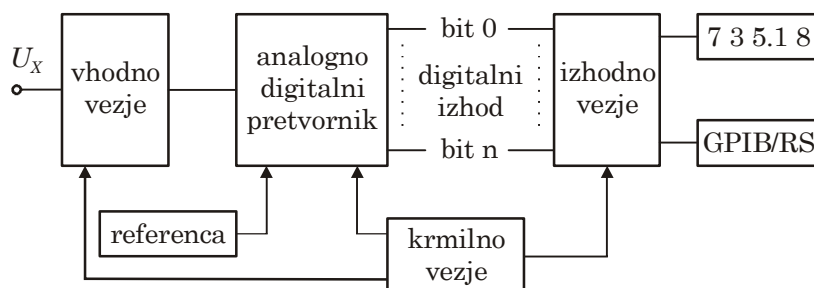 U_X
vhodno
vezje
analogno
digitalni
pretvornik
bit 0
digitalni
izhod
bit n
izhodno
vezje
7 3 5.1 8
GPIB/RS
referenca
krmilno
vezje